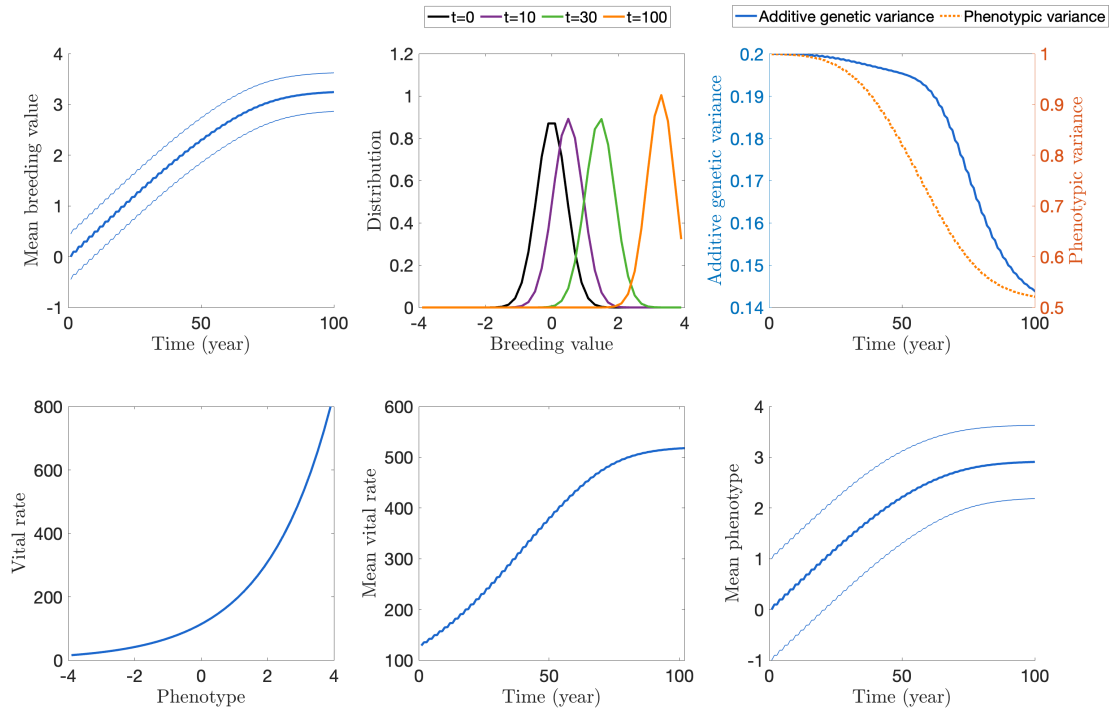 t=0 t=10 t=30 t=100
Additive genetic variance Phenotypic variance
4
3
2
1
0
-1
Mean breeding value
0 50 100
Time (year)
1.2
1
0.8
0.6
0.4
0.2
0
Distribution
-4 -2 0 2 4
Breeding value
0.2
0.19
0.18
0.17
0.16
0.15
0.14
Additive genetic variance
1
0.9
0.8
0.7
0.6
0.5
Phenotypic variance
0 50 100
Time (year)
800
600
400
200
0
Vital rate
-4 -2 0 2 4
Phenotype
600
500
400
300
200
100
Mean vital rate
0 50 100
Time (year)
4
3
2
1
0
-1
Mean phenotype
0 50 100
Time (year)